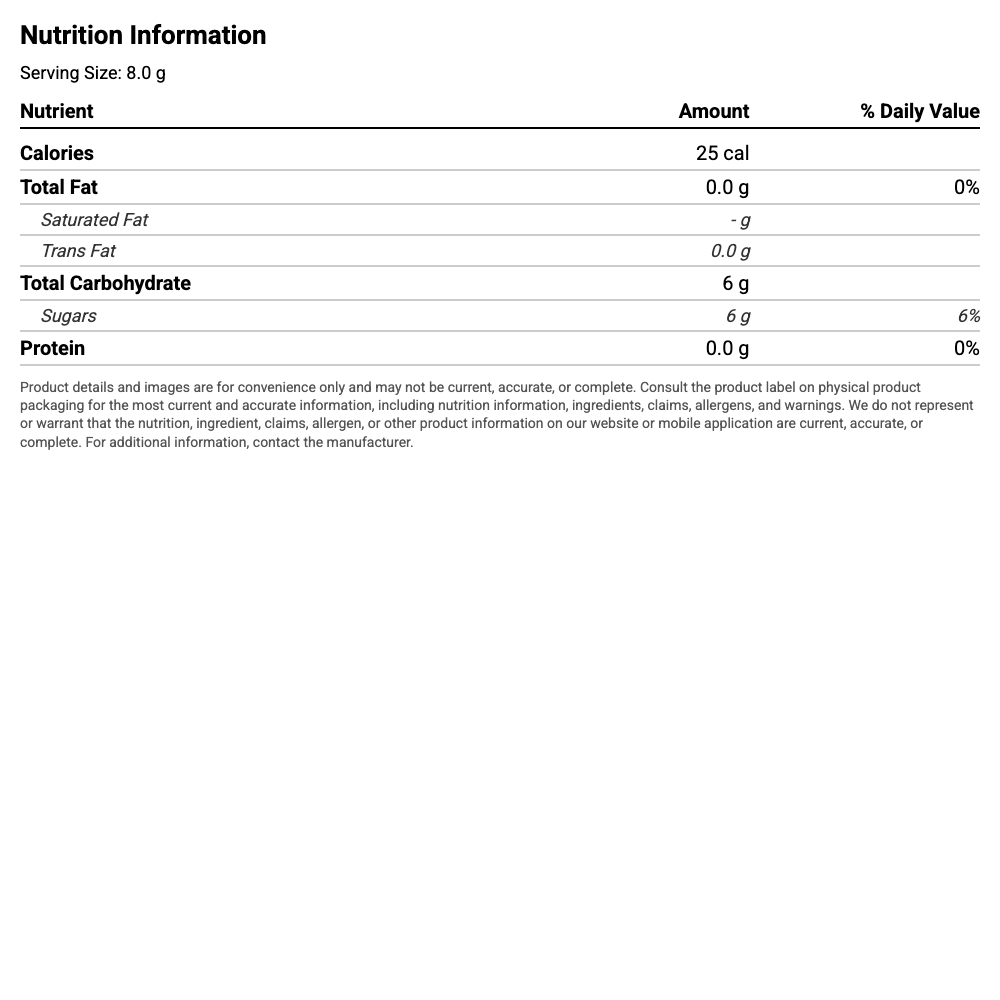 Nutrition Information
Serving Size: 8.0 g
Nutrient Amount % Daily Value
Calories 25 cal
Total Fat 0.0 g 0%
Saturated Fat - g
Trans Fat 0.0 g
Total Carbohydrate 6 g
Sugars 6 g 6%
Protein 0.0 g 0%
Product details and images are for convenience only and may not be current, accurate, or complete. Consult the product label on physical product
packaging for the most current and accurate information, including nutrition information, ingredients, claims, allergens, and warnings. We do not represent
or warrant that the nutrition, ingredient, claims, allergen, or other product information on our website or mobile application are current, accurate, or
complete. For additional information, contact the manufacturer.